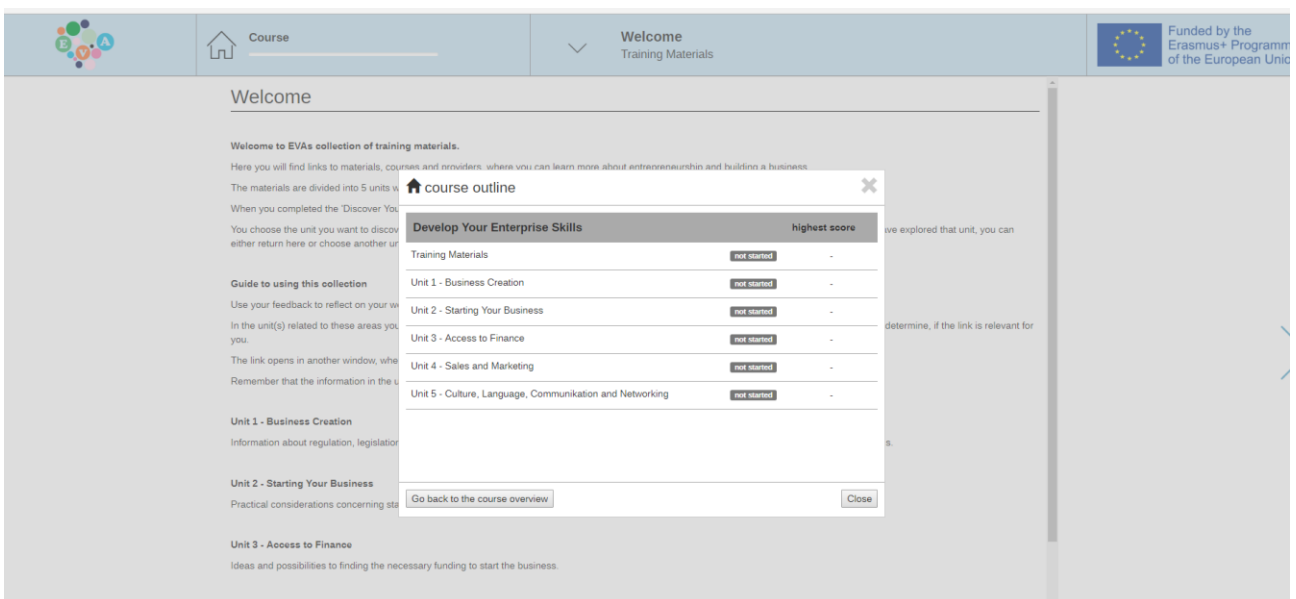 EVA
Course
Welcome
Training Materials
Funded by the
Erasmus+ Programm
of the European Unio
Welcome
Welcome to EVAs collection of training materials.
Here you will find links to materials, courses and providers, where you can learn more about entrepreneurship and building a business.
The materials are divided into 5 units w
When you completed the 'Discover You
You choose the unit you want to discov
ve explored that unit, you can
either return here or choose another un
Guide to using this collection
Use your feedback to reflect on your we
In the unit(s) related to these areas you
determine, if the link is relevant for
you.
The link opens in another window, whe
Remember that the information in the u
Unit 1 - Business Creation
Information about regulation, legislation
s.
Unit 2 - Starting Your Business
Practical considerations concerning sta
Unit 3 - Access to Finance
Ideas and possibilities to finding the necessary funding to start the business.
course outline
Develop Your Enterprise Skills highest score
Training Materials not started -
Unit 1 - Business Creation not started -
Unit 2 - Starting Your Business not started -
Unit 3 - Access to Finance not started -
Unit 4 - Sales and Marketing not started -
Unit 5 - Culture, Language, Communikation and Networking not started -
Go back to the course overview
Close